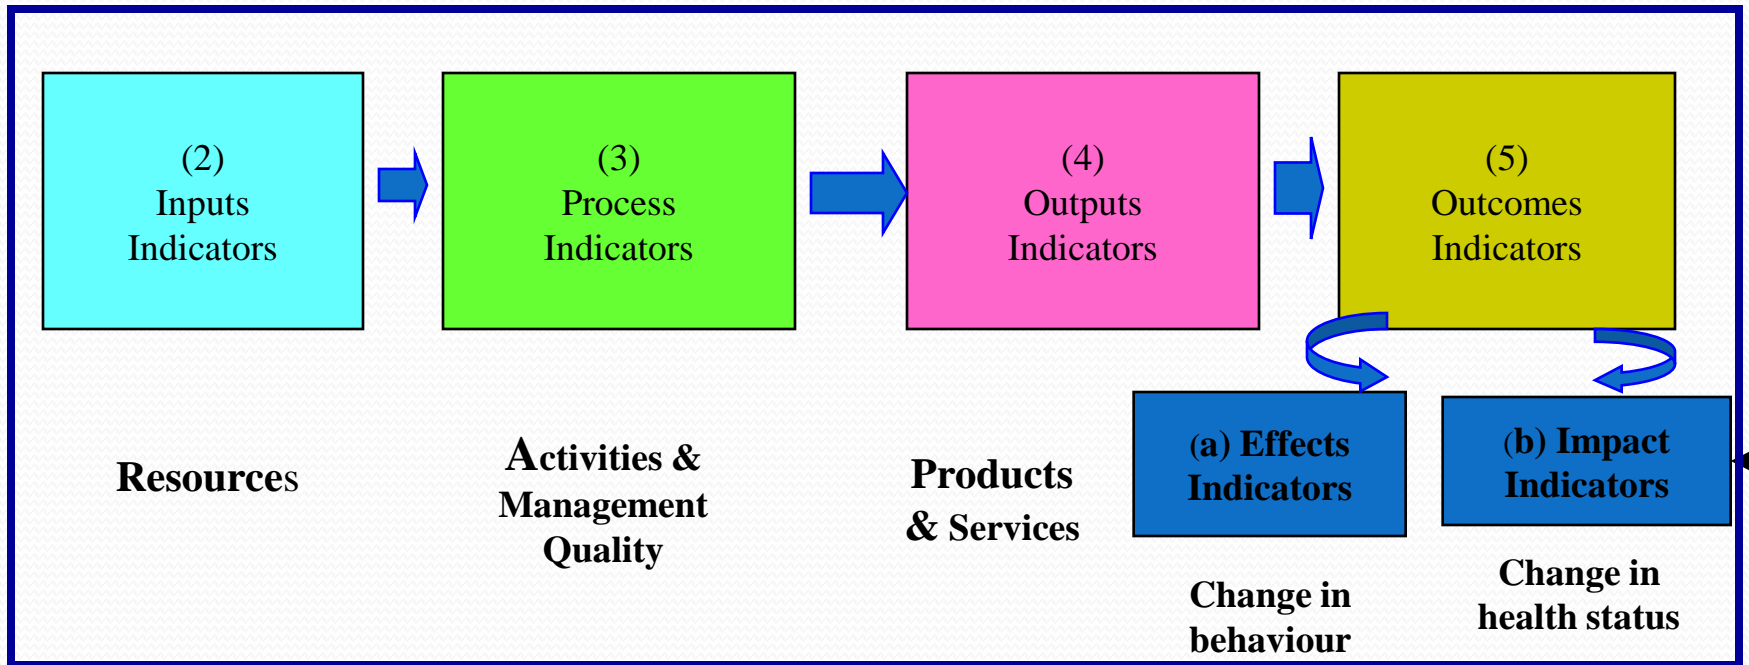 (2)
Inputs
Indicators
(3)
Process
Indicators
(4)
Outputs
Indicators
(5)
Outcomes
Indicators
Resources
Activities &
Management
Quality
Products
& Services
(a) Effects
Indicators
(b) Impact
Indicators
Change in
behaviour
Change in
health status